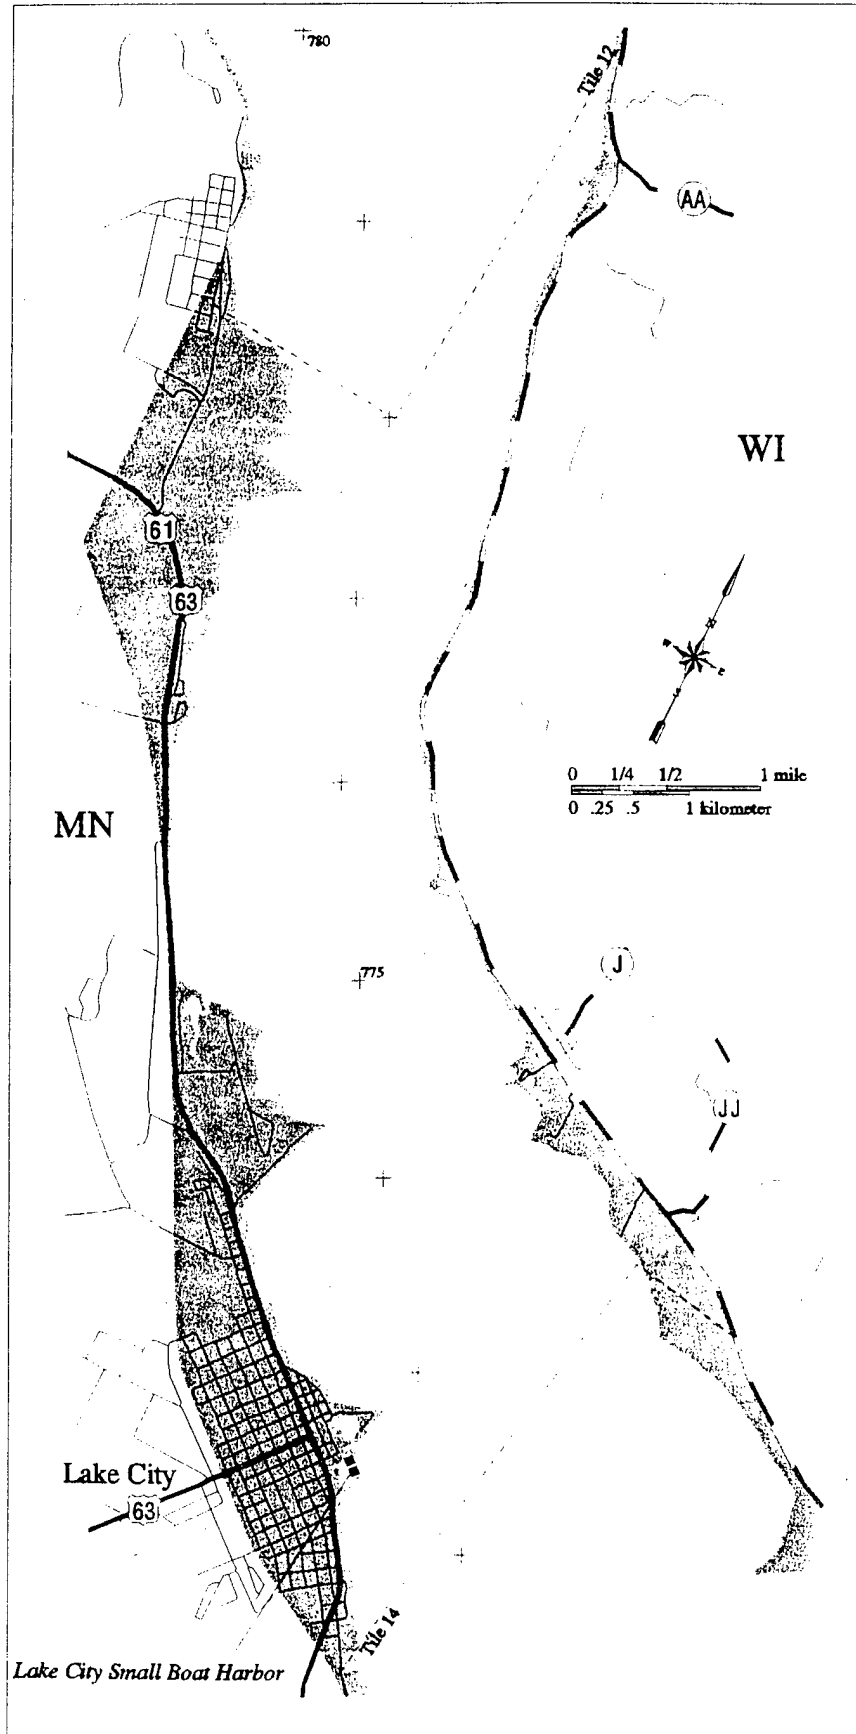 780
Tile 12
AA
WI
61
63
N
W
E
S
0 1/4 1/2 1 mile
0 .25 .5 1 kilometer
MN
J
775
JJ
Lake City
63
Tile 14
Lake City Small Boat Harbor